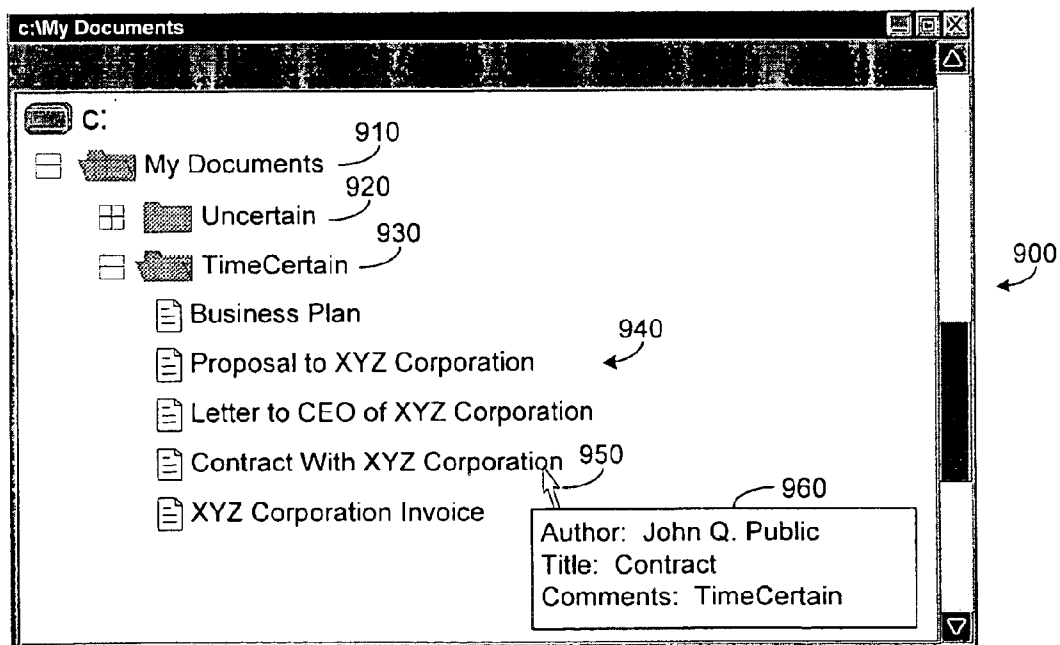 c:\My Documents
c:
My Documents 910
Uncertain 920
TimeCertain 930
900
Business Plan
Proposal to XYZ Corporation 940
Letter to CEO of XYZ Corporation
Contract With XYZ Corporation 950
XYZ Corporation Invoice
960
Author: John Q. Public
Title: Contract
Comments: TimeCertain